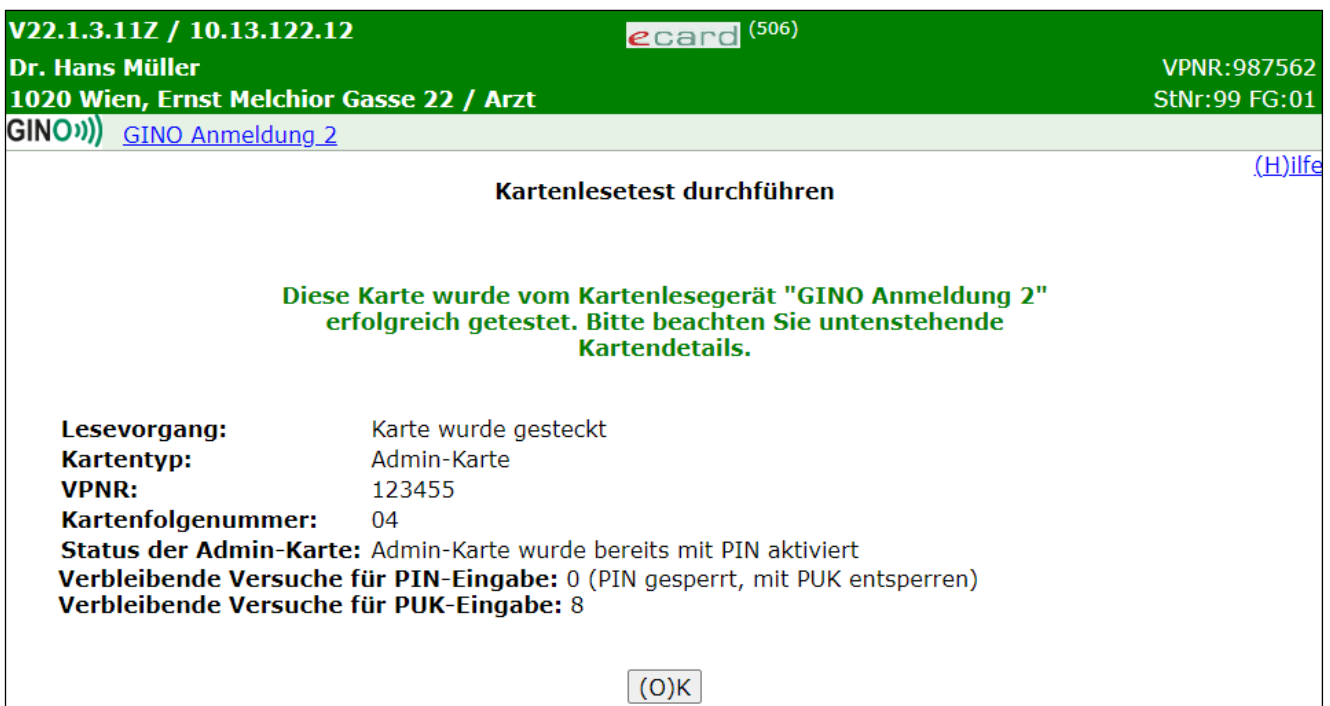 V22.1.3.11Z / 10.13.122.12 ecard (506)
Dr. Hans Müller VPNR:987562
1020 Wien, Ernst Melchior Gasse 22 / Arzt StNr:99 FG:01
GINO GINO Anmeldung 2
(H)ilfe
Kartenlesetest durchführen
Diese Karte wurde vom Kartenlesegerät "GINO Anmeldung 2"
erfolgreich getestet. Bitte beachten Sie untenstehende
Kartendetails.
Lesevorgang: Karte wurde gesteckt
Kartentyp: Admin-Karte
VPNR: 123455
Kartenfolgenummer: 04
Status der Admin-Karte: Admin-Karte wurde bereits mit PIN aktiviert
Verbleibende Versuche für PIN-Eingabe: 0 (PIN gesperrt, mit PUK entsperren)
Verbleibende Versuche für PUK-Eingabe: 8
(O)K